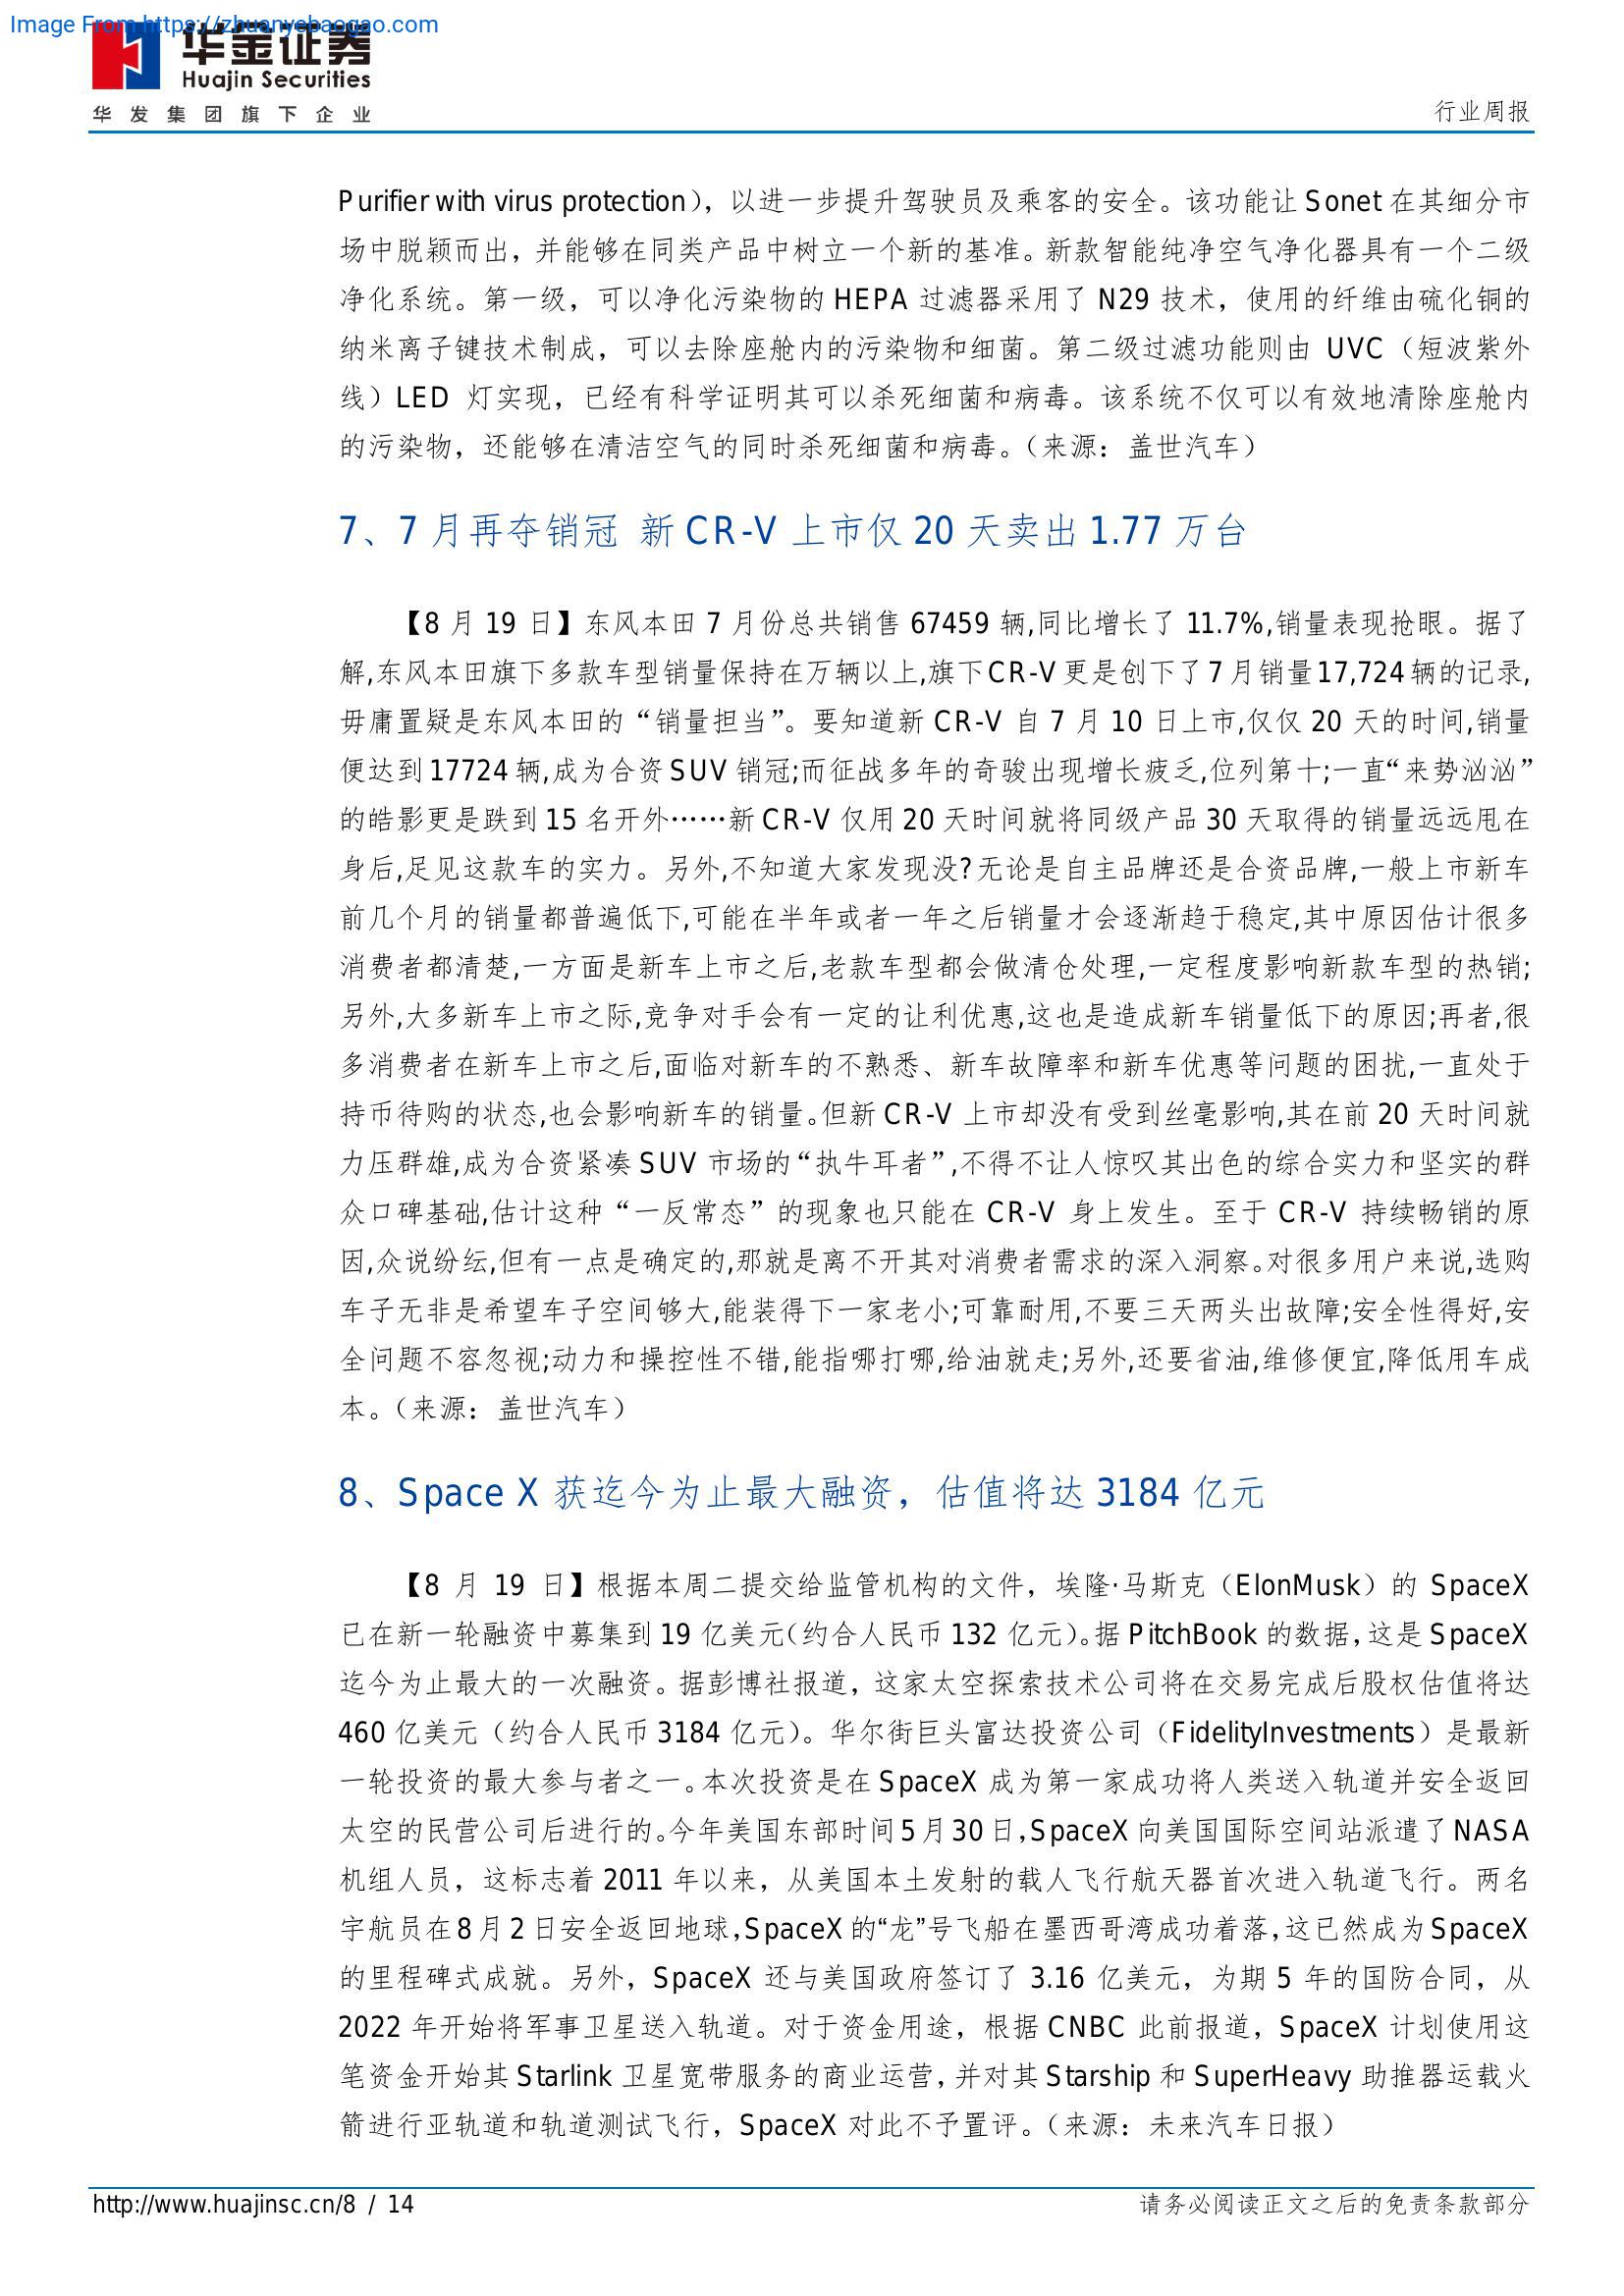 Image From https://zhuanyebaogao.com
华金证券
Huajin Securities
华发集团旗下企业
行业周报
Purifier with virus protection），以进一步提升驾驶员及乘客的安全。该功能让 Sonet 在其细分市
场中脱颖而出，并能够在同类产品中树立一个新的基准。新款智能纯净空气净化器具有一个二级
净化系统。第一级，可以净化污染物的 HEPA 过滤器采用了 N29 技术，使用的纤维由硫化铜的
纳米离子键技术制成，可以去除座舱内的污染物和细菌。第二级过滤功能则由 UVC（短波紫外
线）LED 灯实现，已经有科学证明其可以杀死细菌和病毒。该系统不仅可以有效地清除座舱内
的污染物，还能够在清洁空气的同时杀死细菌和病毒。（来源：盖世汽车）
7、7 月再夺销冠 新 CR-V 上市仅 20 天卖出 1.77 万台
【8 月 19 日】东风本田 7 月份总共销售 67459 辆,同比增长了 11.7%,销量表现抢眼。据了
解,东风本田旗下多款车型销量保持在万辆以上,旗下 CR-V 更是创下了 7 月销量 17,724 辆的记录,
毋庸置疑是东风本田的“销量担当”。要知道新 CR-V 自 7 月 10 日上市,仅仅 20 天的时间,销量
便达到 17724 辆,成为合资 SUV 销冠;而征战多年的奇骏出现增长疲乏,位列第十;一直“来势汹汹”
的皓影更是跌到 15 名开外……新 CR-V 仅用 20 天时间就将同级产品 30 天取得的销量远远甩在
身后,足见这款车的实力。另外,不知道大家发现没?无论是自主品牌还是合资品牌,一般上市新车
前几个月的销量都普遍低下,可能在半年或者一年之后销量才会逐渐趋于稳定,其中原因估计很多
消费者都清楚,一方面是新车上市之后,老款车型都会做清仓处理,一定程度影响新款车型的热销;
另外,大多新车上市之际,竞争对手会有一定的让利优惠,这也是造成新车销量低下的原因;再者,很
多消费者在新车上市之后,面临对新车的不熟悉、新车故障率和新车优惠等问题的困扰,一直处于
持币待购的状态,也会影响新车的销量。但新 CR-V 上市却没有受到丝毫影响,其在前 20 天时间就
力压群雄,成为合资紧凑 SUV 市场的“执牛耳者”,不得不让人惊叹其出色的综合实力和坚实的群
众口碑基础,估计这种“一反常态”的现象也只能在 CR-V 身上发生。至于 CR-V 持续畅销的原
因,众说纷纭,但有一点是确定的,那就是离不开其对消费者需求的深入洞察。对很多用户来说,选购
车子无非是希望车子空间够大,能装得下一家老小;可靠耐用,不要三天两头出故障;安全性得好,安
全问题不容忽视;动力和操控性不错,能指哪打哪,给油就走;另外,还要省油,维修便宜,降低用车成
本。（来源：盖世汽车）
8、Space X 获迄今为止最大融资，估值将达 3184 亿元
【8 月 19 日】根据本周二提交给监管机构的文件，埃隆·马斯克（ElonMusk）的 SpaceX
已在新一轮融资中募集到 19 亿美元（约合人民币 132 亿元）。据 PitchBook 的数据，这是 SpaceX
迄今为止最大的一次融资。据彭博社报道，这家太空探索技术公司将在交易完成后股权估值将达
460 亿美元（约合人民币 3184 亿元）。华尔街巨头富达投资公司（FidelityInvestments）是最新
一轮投资的最大参与者之一。本次投资是在 SpaceX 成为第一家成功将人类送入轨道并安全返回
太空的民营公司后进行的。今年美国东部时间 5 月 30 日，SpaceX 向美国国际空间站派遣了 NASA
机组人员，这标志着 2011 年以来，从美国本土发射的载人飞行航天器首次进入轨道飞行。两名
宇航员在 8 月 2 日安全返回地球，SpaceX 的“龙”号飞船在墨西哥湾成功着落，这已然成为 SpaceX
的里程碑式成就。另外，SpaceX 还与美国政府签订了 3.16 亿美元，为期 5 年的国防合同，从
2022 年开始将军事卫星送入轨道。对于资金用途，根据 CNBC 此前报道，SpaceX 计划使用这
笔资金开始其 Starlink 卫星宽带服务的商业运营，并对其 Starship 和 SuperHeavy 助推器运载火
箭进行亚轨道和轨道测试飞行，SpaceX 对此不予置评。（来源：未来汽车日报）
http://www.huajinsc.cn/8 / 14
请务必阅读正文之后的免责条款部分